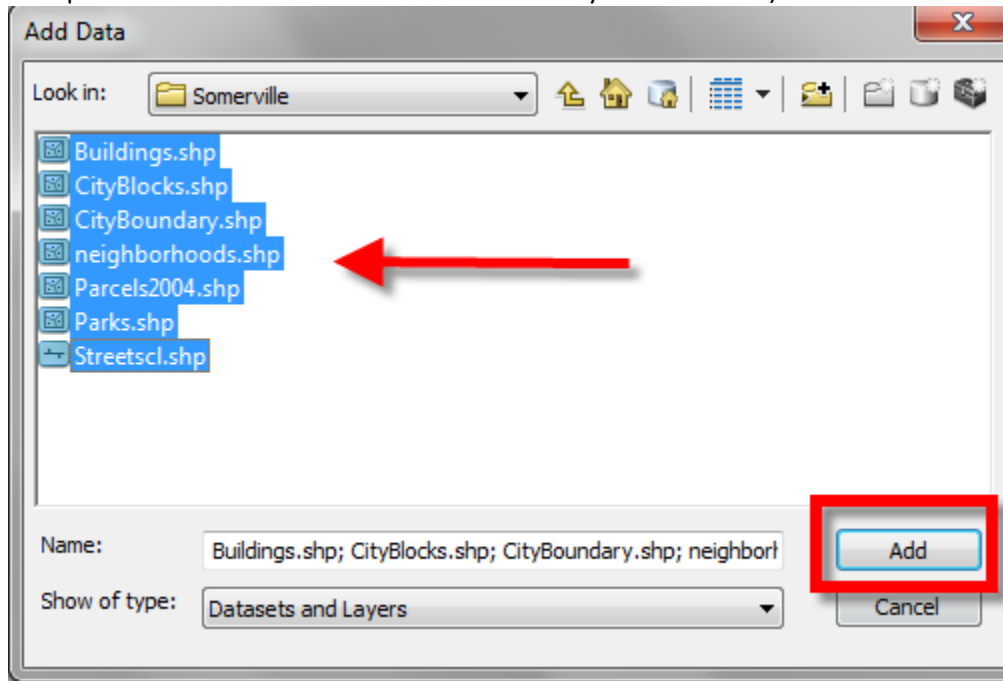 Add Data
Look in: Somerville
Buildings.shp
CityBlocks.shp
CityBoundary.shp
neighborhoods.shp
Parcels2004.shp
Parks.shp
Streetscl.shp
Name: Buildings.shp; CityBlocks.shp; CityBoundary.shp; Add
Show of type: Datasets and Layers Cancel